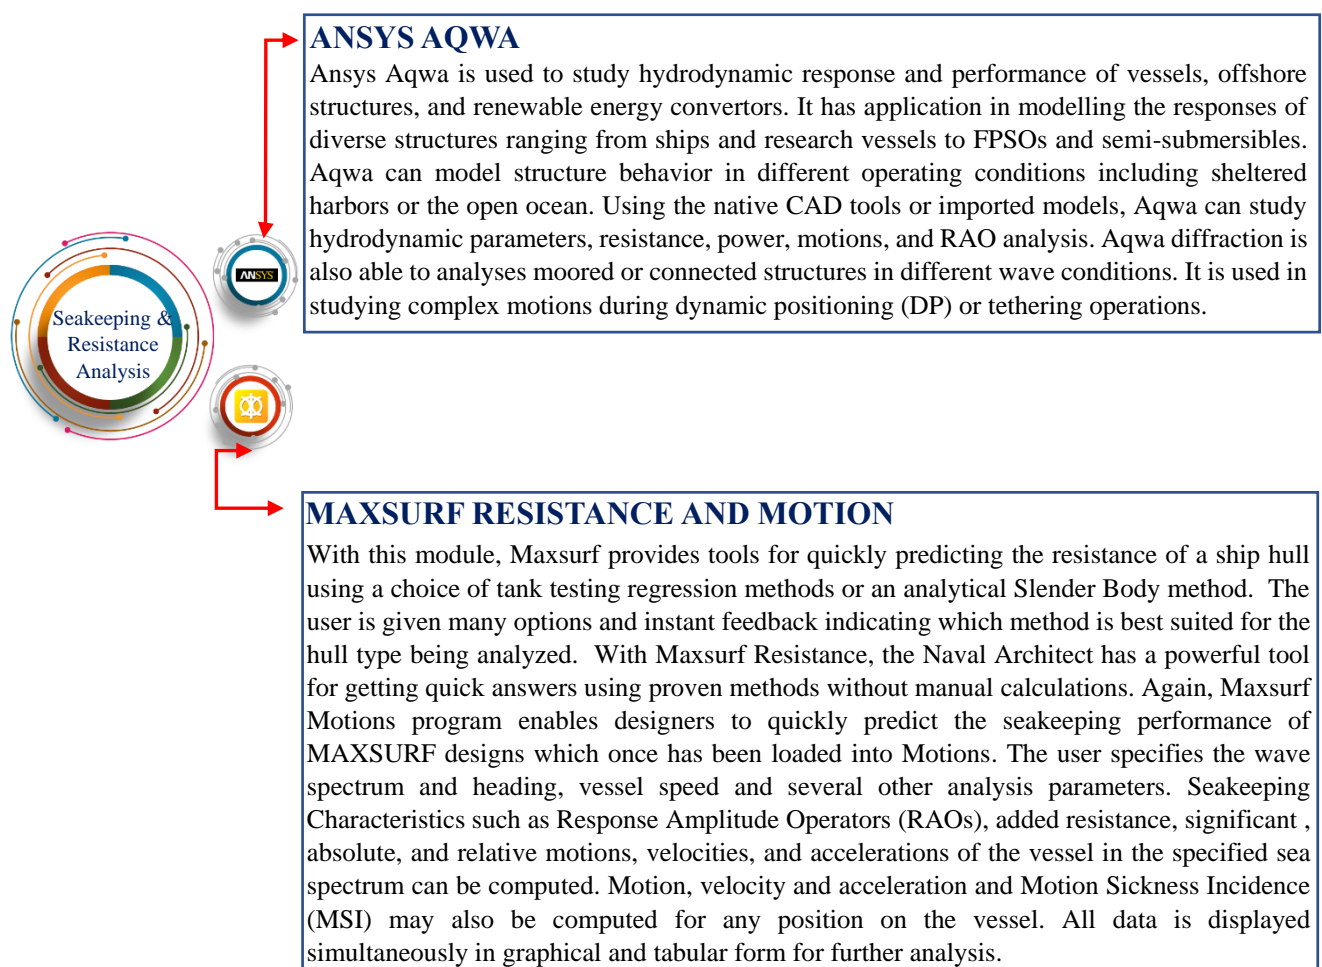 ANSYS AQWA
Ansys Aqwa is used to study hydrodynamic response and performance of vessels, offshore
structures, and renewable energy convertors. It has application in modelling the responses of
diverse structures ranging from ships and research vessels to FPSOs and semi-submersibles.
Aqwa can model structure behavior in different operating conditions including sheltered
harbors or the open ocean. Using the native CAD tools or imported models, Aqwa can study
hydrodynamic parameters, resistance, power, motions, and RAO analysis. Aqwa diffraction is
also able to analyses moored or connected structures in different wave conditions. It is used in
studying complex motions during dynamic positioning (DP) or tethering operations.
ANSYS
Seakeeping &
Resistance
Analysis
MAXSURF RESISTANCE AND MOTION
With this module, Maxsurf provides tools for quickly predicting the resistance of a ship hull
using a choice of tank testing regression methods or an analytical Slender Body method. The
user is given many options and instant feedback indicating which method is best suited for the
hull type being analyzed. With Maxsurf Resistance, the Naval Architect has a powerful tool
for getting quick answers using proven methods without manual calculations. Again, Maxsurf
Motions program enables designers to quickly predict the seakeeping performance of
MAXSURF designs which once has been loaded into Motions. The user specifies the wave
spectrum and heading, vessel speed and several other analysis parameters. Seakeeping
Characteristics such as Response Amplitude Operators (RAOs), added resistance, significant ,
absolute, and relative motions, velocities, and accelerations of the vessel in the specified sea
spectrum can be computed. Motion, velocity and acceleration and Motion Sickness Incidence
(MSI) may also be computed for any position on the vessel. All data is displayed
simultaneously in graphical and tabular form for further analysis.